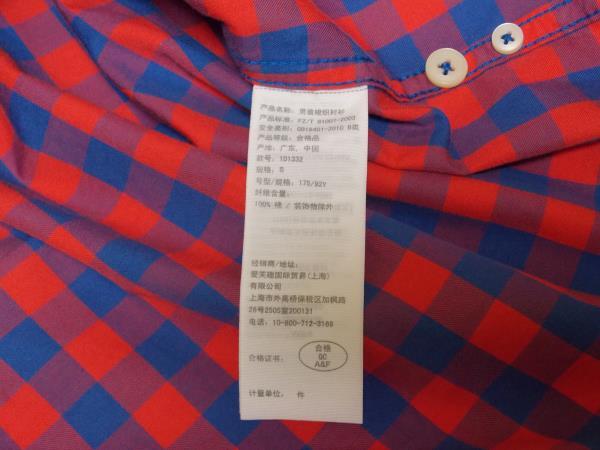 产品名称: 男装梭织衬衫
产品标准: FZ/T 81007-2003
安全类别: GB18401-2010 B类
产品等级: 合格品
产地: 广东, 中国
款号: 1D1332
规格: S
号型/规格: 175/92Y
纤维含量:
100% 棉 / 装饰物除外
经销商/地址:
爱芙趣国际贸易(上海)
有限公司
上海市外高桥保税区加枫路
26号2505室200131
电话: 10-800-712-3168
合格证书:
合格
QC
A&F
计量单位: 件